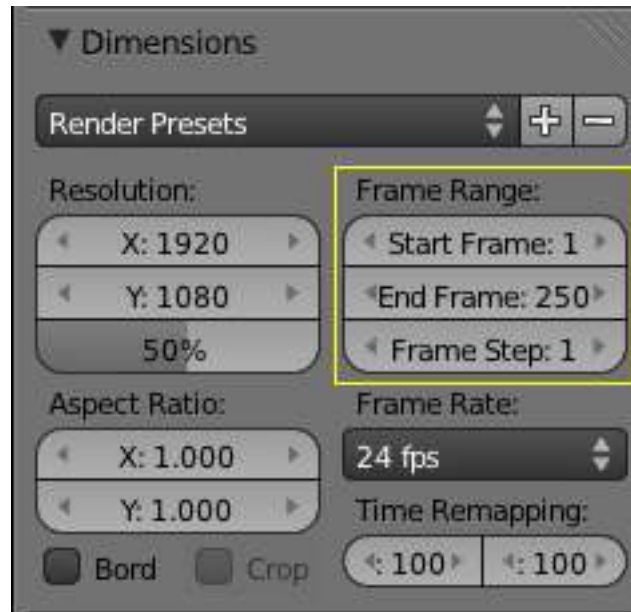 Dimensions
Render Presets
Resolution:
X: 1920
Y: 1080
50%
Frame Range:
Start Frame: 1
End Frame: 250
Frame Step: 1
Aspect Ratio:
X: 1.000
Y: 1.000
Bord
Crop
Frame Rate:
24 fps
Time Remapping:
: 100
: 100